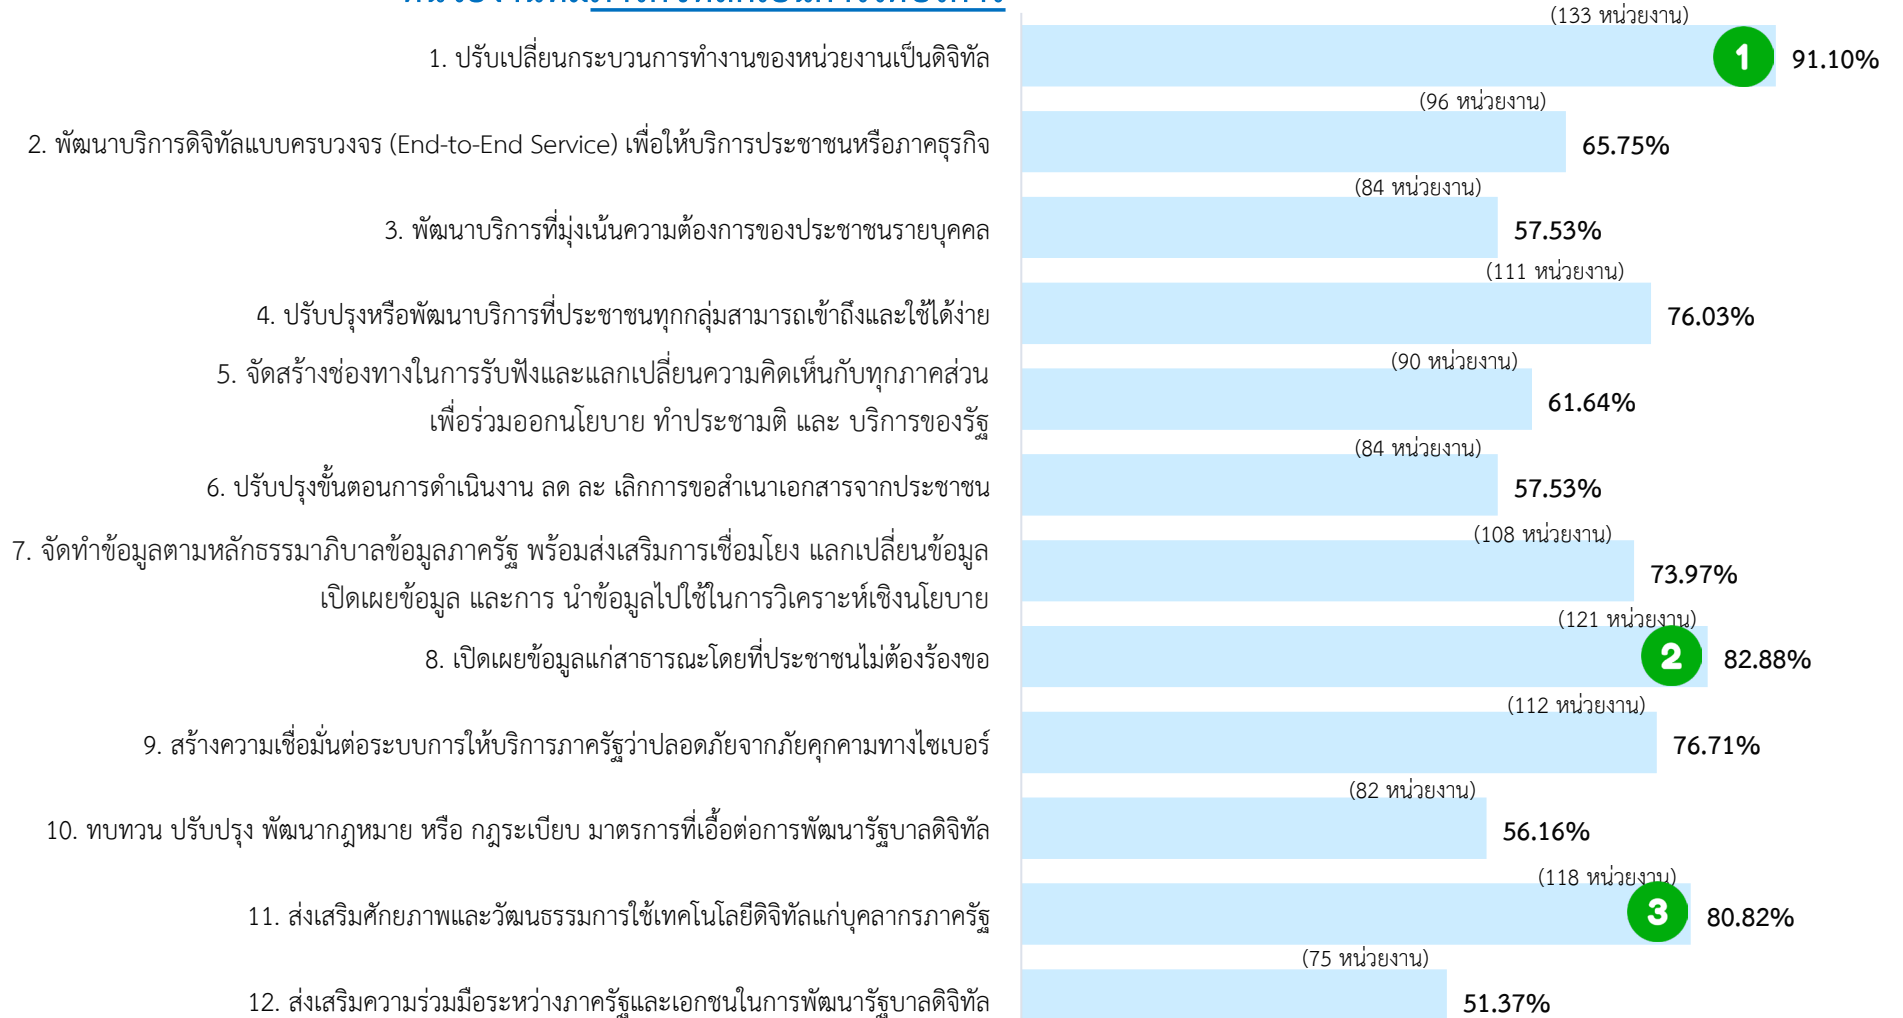 (133 หน่วยงาน)
1. ปรับเปลี่ยนกระบวนการทำงานของหน่วยงานเป็นดิจิทัล
1
91.10%
(96 หน่วยงาน)
2. พัฒนาบริการดิจิทัลแบบครบวงจร (End-to-End Service) เพื่อให้บริการประชาชนหรือภาคธุรกิจ
65.75%
(84 หน่วยงาน)
3. พัฒนาบริการที่มุ่งเน้นความต้องการของประชาชนรายบุคคล
57.53%
(111 หน่วยงาน)
4. ปรับปรุงหรือพัฒนาบริการที่ประชาชนทุกกลุ่มสามารถเข้าถึงและใช้ได้ง่าย
76.03%
(90 หน่วยงาน)
5. จัดสร้างช่องทางในการรับฟังและแลกเปลี่ยนความคิดเห็นกับทุกภาคส่วน
เพื่อร่วมออกนโยบาย ทำประชามติ และ บริการของรัฐ
61.64%
(84 หน่วยงาน)
6. ปรับปรุงขั้นตอนการดำเนินงาน ลด ละ เลิกการขอสำเนาเอกสารจากประชาชน
57.53%
(108 หน่วยงาน)
7. จัดทำข้อมูลตามหลักธรรมาภิบาลข้อมูลภาครัฐ พร้อมส่งเสริมการเชื่อมโยง แลกเปลี่ยนข้อมูล
เปิดเผยข้อมูล และการ นำข้อมูลไปใช้ในการวิเคราะห์เชิงนโยบาย
73.97%
(121 หน่วยงาน)
8. เปิดเผยข้อมูลแก่สาธารณะโดยที่ประชาชนไม่ต้องร้องขอ
2
82.88%
(112 หน่วยงาน)
9. สร้างความเชื่อมั่นต่อระบบการให้บริการภาครัฐว่าปลอดภัยจากภัยคุกคามทางไซเบอร์
76.71%
(82 หน่วยงาน)
10. ทบทวน ปรับปรุง พัฒนากฎหมาย หรือ กฎระเบียบ มาตรการที่เอื้อต่อการพัฒนารัฐบาลดิจิทัล
56.16%
(118 หน่วยงาน)
11. ส่งเสริมศักยภาพและวัฒนธรรมการใช้เทคโนโลยีดิจิทัลแก่บุคลากรภาครัฐ
3
80.82%
(75 หน่วยงาน)
12. ส่งเสริมความร่วมมือระหว่างภาครัฐและเอกชนในการพัฒนารัฐบาลดิจิทัล
51.37%